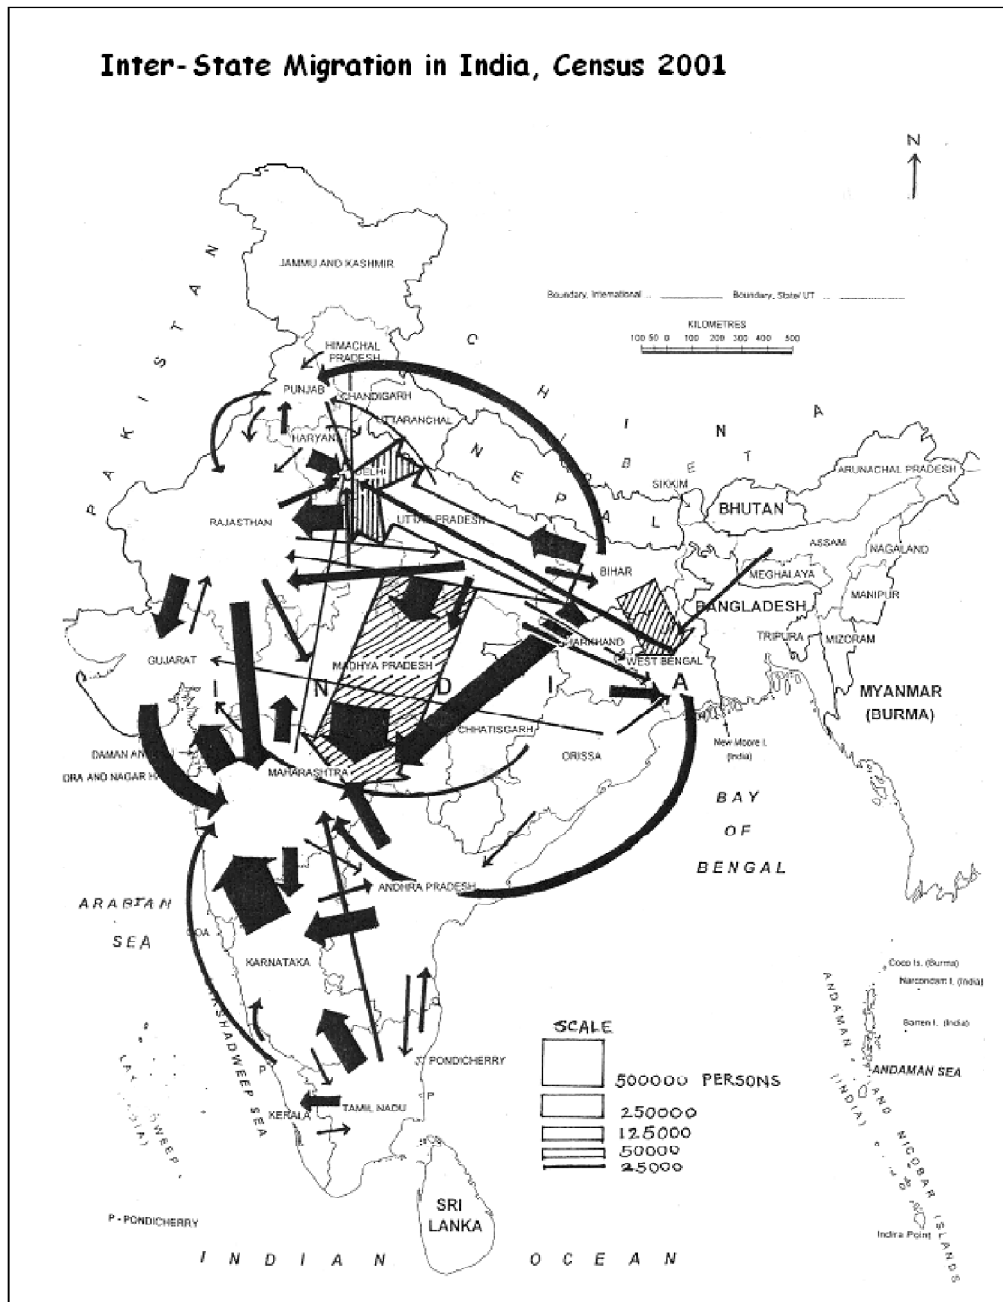 Inter-State Migration in India, Census 2001
N
JAMMU AND KASHMIR
PAKISTAN
Boundary, International
Boundary, State/ UT
KILOMETRES
100 50 0 100 200 300 400 500
HIMACHAL
PRADESH
CHINA
TIBET
PUNJAB
CHANDIGARH
UTTARANCHAL
HARYAN
DELHI
NEPAL
ARUNACHAL PRADESH
SIKKIM
BHUTAN
RAJASTHAN
UTTAR PRADESH
ASSAM
NAGALAND
BIHAR
MEGHALAYA
MANIPUR
BANGLADESH
TRIPURA
MIZORAM
JHARKHAND
WEST BENGAL
GUJARAT
MADHYA PRADESH
INDIA
MYANMAR
(BURMA)
CHHATISGARH
New Moore I.
(India)
ORISSA
DAMAN AN
DRA AND NAGAR H
MAHARASHTRA
BAY
OF
BENGAL
ANDHRA PRADESH
ARABIAN
SEA
GOA
KARNATAKA
Coco Is. (Burma)
Narcondam I. (India)
Barren I. (India)
LAKSHADWEEP SEA
ANDAMAN SEA
ANDAMAN AND NICOBAR ISLANDS
(INDIA)
SCALE
500000 PERSONS
250000
125000
50000
25000
PONDICHERRY
P
KERALA
TAMIL NADU
SRI
LANKA
P - PONDICHERRY
Indira Point
INDIAN OCEAN